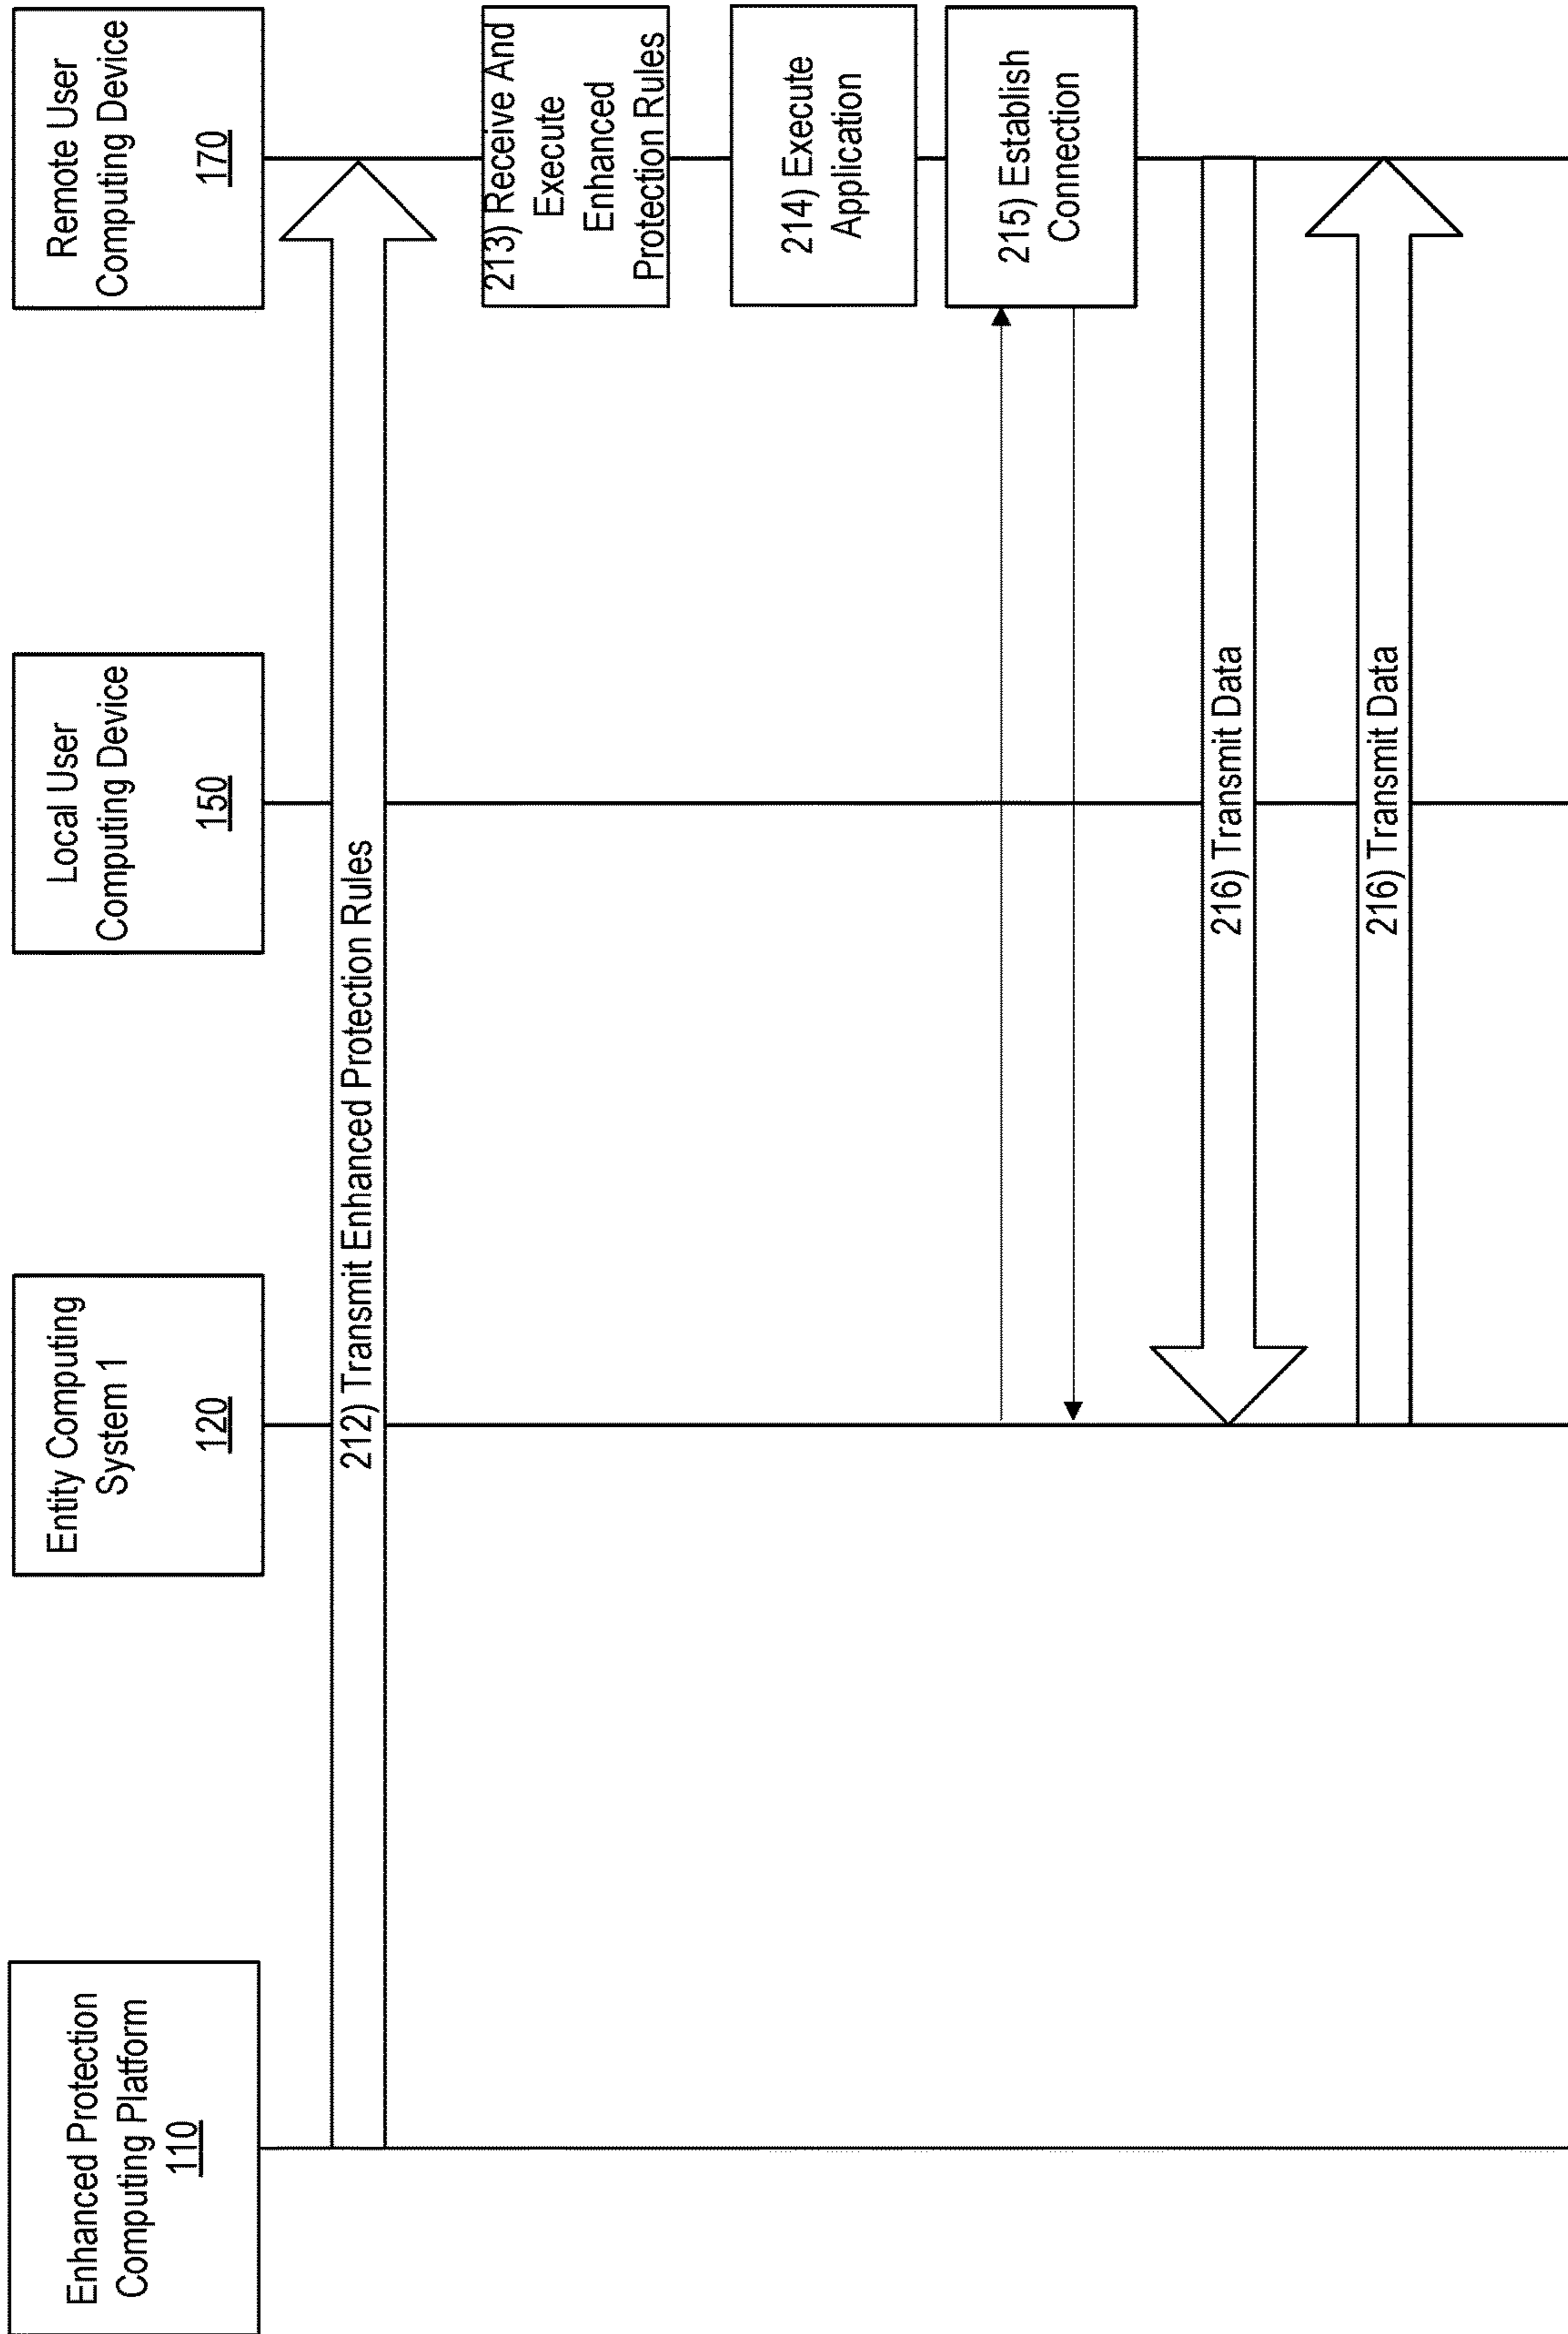 Enhanced Protection
Computing Platform
110
Entity Computing
System 1
120
Local User
Computing Device
150
Remote User
Computing Device
170
212) Transmit Enhanced Protection Rules
213) Receive And
Execute
Enhanced
Protection Rules
214) Execute
Application
215) Establish
Connection
216) Transmit Data
216) Transmit Data